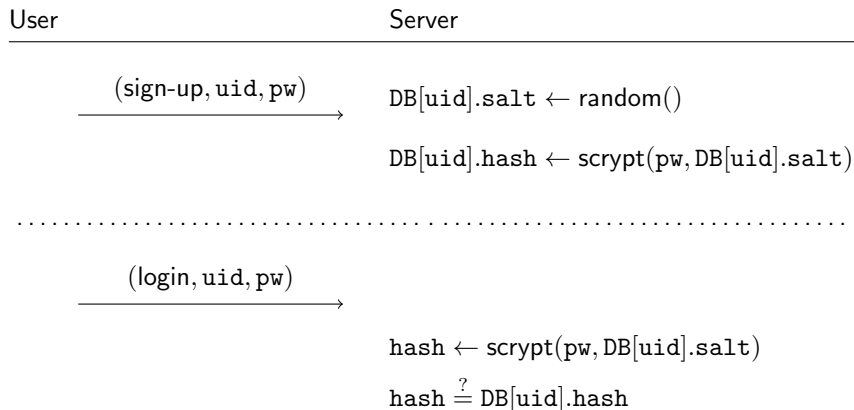 User Server
(sign-up, uid, pw) DB[uid].salt ← random()
DB[uid].hash ← scrypt(pw, DB[uid].salt)
(login, uid, pw)
hash ← scrypt(pw, DB[uid].salt)
hash ≟ DB[uid].hash